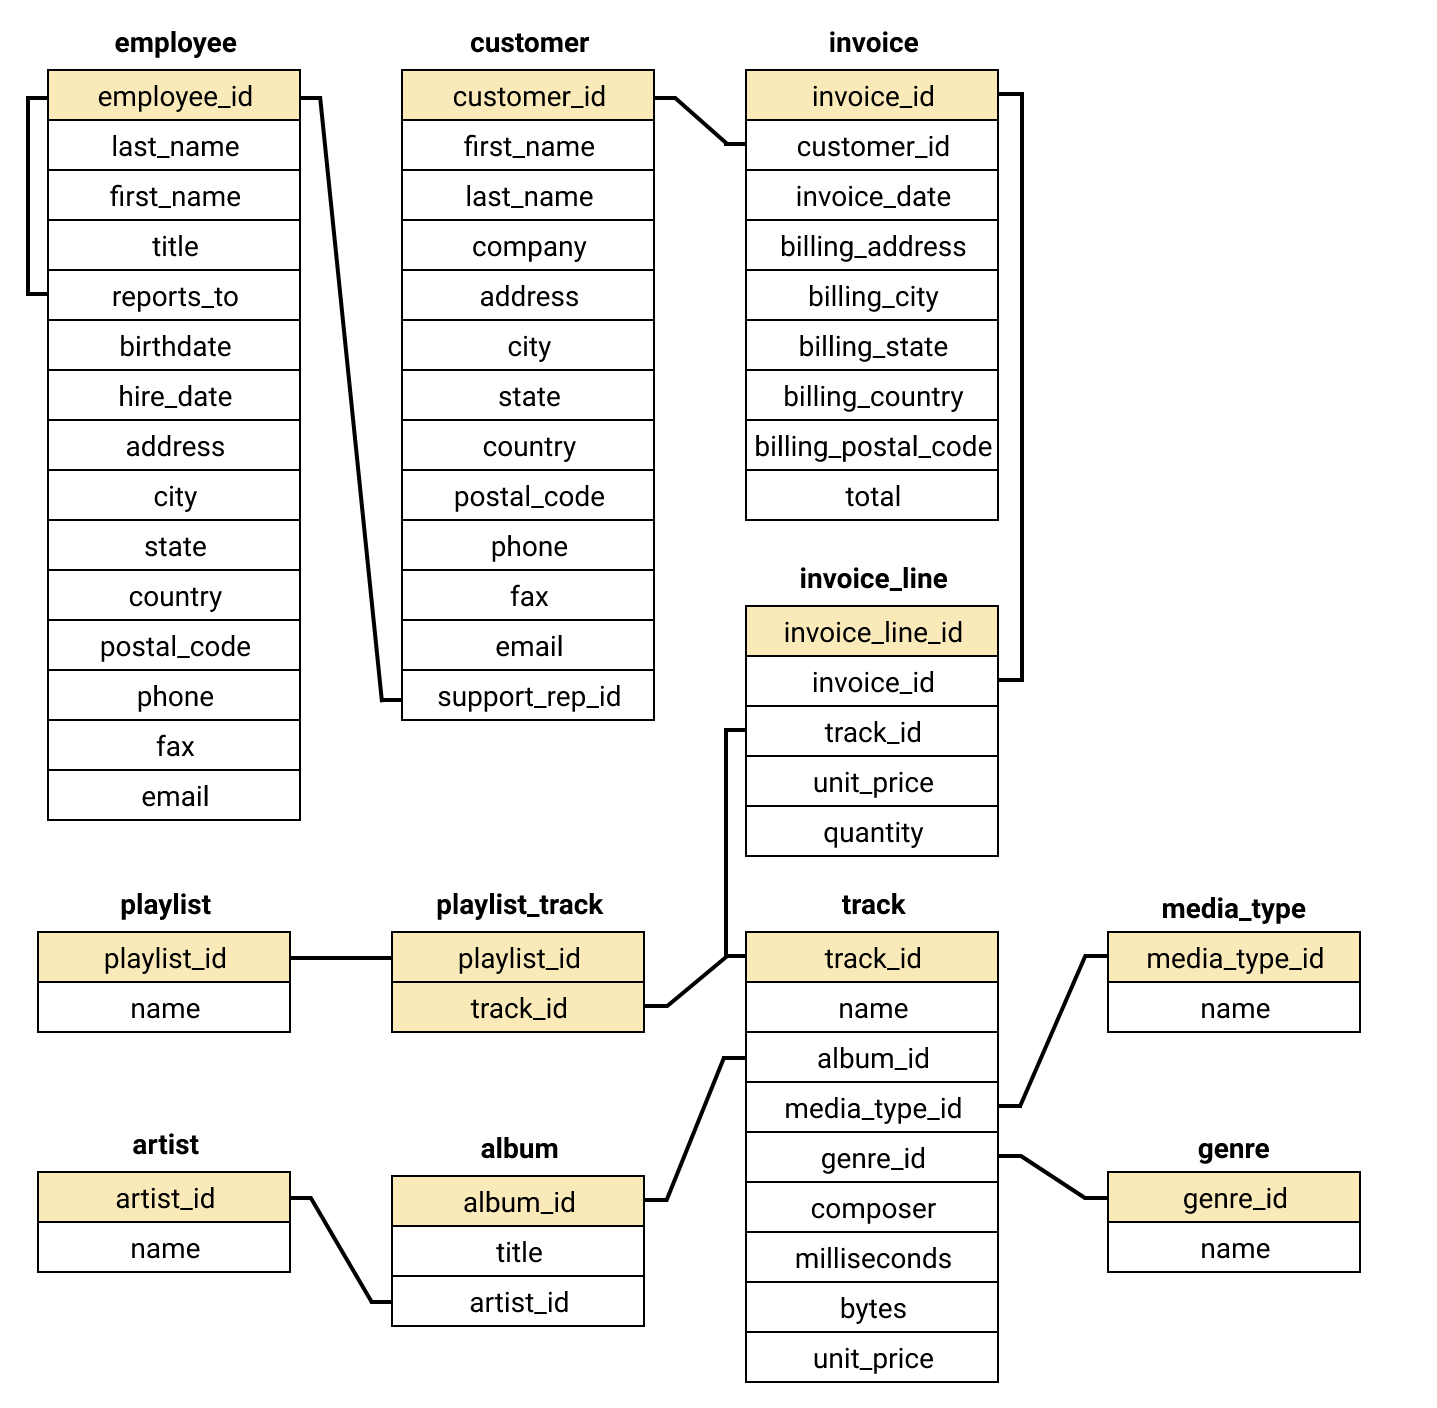 employee
employee_id
last_name
first_name
title
reports_to
birthdate
hire_date
address
city
state
country
postal_code
phone
fax
email
customer
customer_id
first_name
last_name
company
address
city
state
country
postal_code
phone
fax
email
support_rep_id
invoice
invoice_id
customer_id
invoice_date
billing_address
billing_city
billing_state
billing_country
billing_postal_code
total
invoice_line
invoice_line_id
invoice_id
track_id
unit_price
quantity
playlist
playlist_id
name
playlist_track
playlist_id
track_id
track
track_id
name
album_id
media_type_id
genre_id
composer
milliseconds
bytes
unit_price
media_type
media_type_id
name
artist
artist_id
name
album
album_id
title
artist_id
genre
genre_id
name